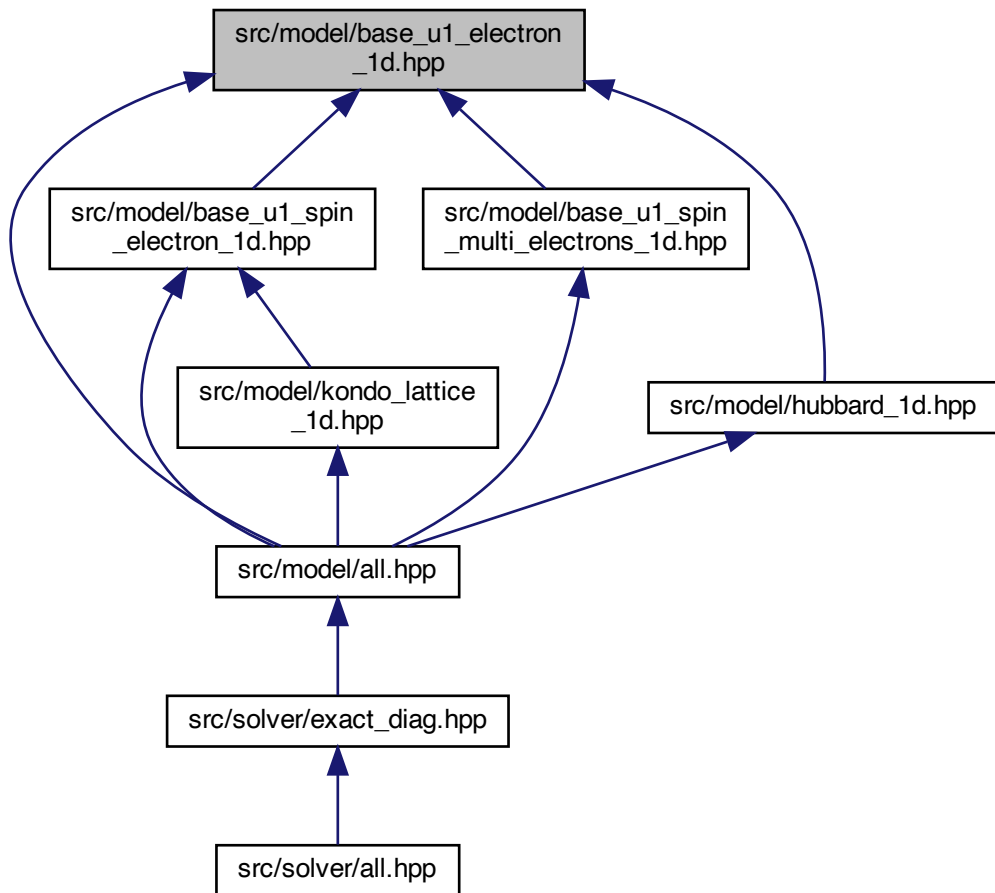 src/model/base_u1_electron
_1d.hpp
src/model/base_u1_spin
_electron_1d.hpp
src/model/base_u1_spin
_multi_electrons_1d.hpp
src/model/kondo_lattice
_1d.hpp
src/model/hubbard_1d.hpp
src/model/all.hpp
src/solver/exact_diag.hpp
src/solver/all.hpp